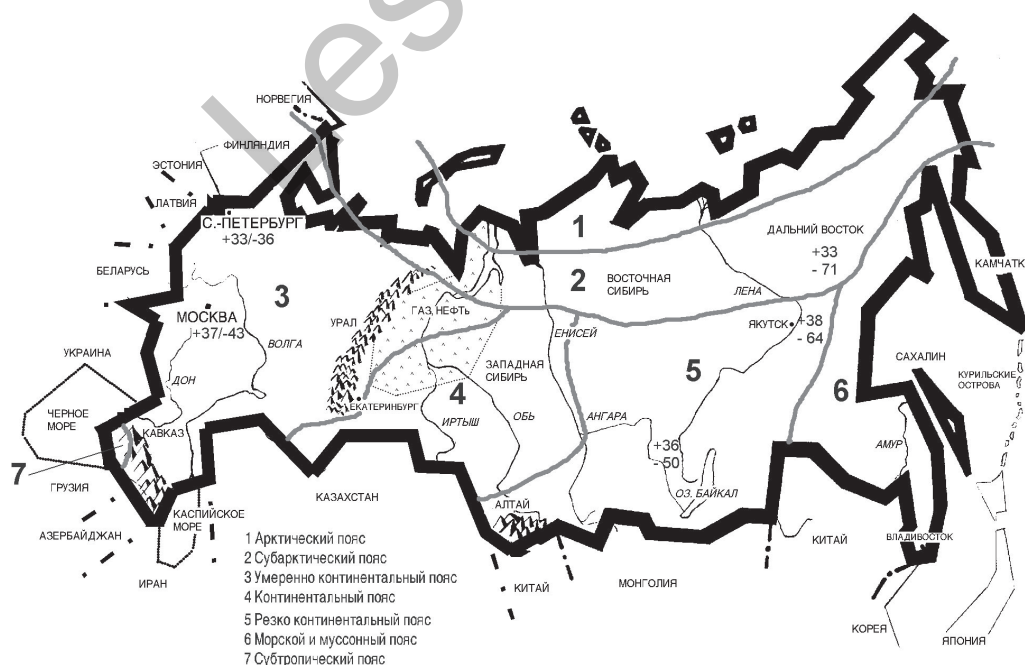 Les
НОРВЕГИЯ
ФИНЛЯНДИЯ
ЭСТОНИЯ
ЛАТВИЯ
С.-ПЕТЕРБУРГ
+33/-36
БЕЛАРУСЬ
1
ДАЛЬНИЙ ВОСТОК
+33
- 71
КАМЧАТК
2
ВОСТОЧНАЯ
СИБИРЬ
ЛЕНА
3
МОСКВА
+37/-43
УРАЛ
ГАЗ, НЕФТЬ
ЕНИСЕЙ
ЯКУТСК
+38
- 64
ВОЛГА
УКРАИНА
ЗАПАДНАЯ
СИБИРЬ
5
САХАЛИН
КУРИЛЬСКИЕ
ОСТРОВА
ДОН
4
6
ЕКАТЕРИНБУРГ
ЧЕРНОЕ
МОРЕ
ИРТЫШ
ОБЬ
АНГАРА
КАВКАЗ
+36
- 50
АМУР
7
ГРУЗИЯ
ОЗ. БАЙКАЛ
КАЗАХСТАН
АЛТАЙ
КАСПИЙСКОЕ
МОРЕ
АЗЕРБАЙДЖАН
КИТАЙ
ВЛАДИВОСТОК
ИРАН
КИТАЙ
МОНГОЛИЯ
КОРЕЯ
ЯПОНИЯ
1 Арктический пояс
2 Субарктический пояс
3 Умеренно континентальный пояс
4 Континентальный пояс
5 Резко континентальный пояс
6 Морской и муссонный пояс
7 Субтропический пояс